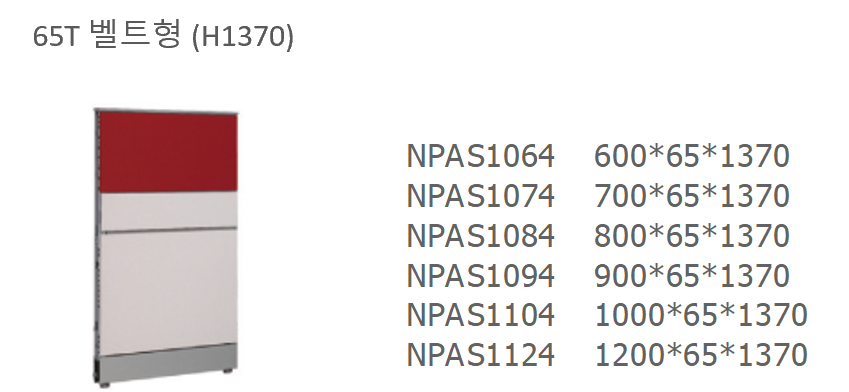 65T 벨트형 (H1370)
NPAS1064 600*65*1370
NPAS1074 700*65*1370
NPAS1084 800*65*1370
NPAS1094 900*65*1370
NPAS1104 1000*65*1370
NPAS1124 1200*65*1370